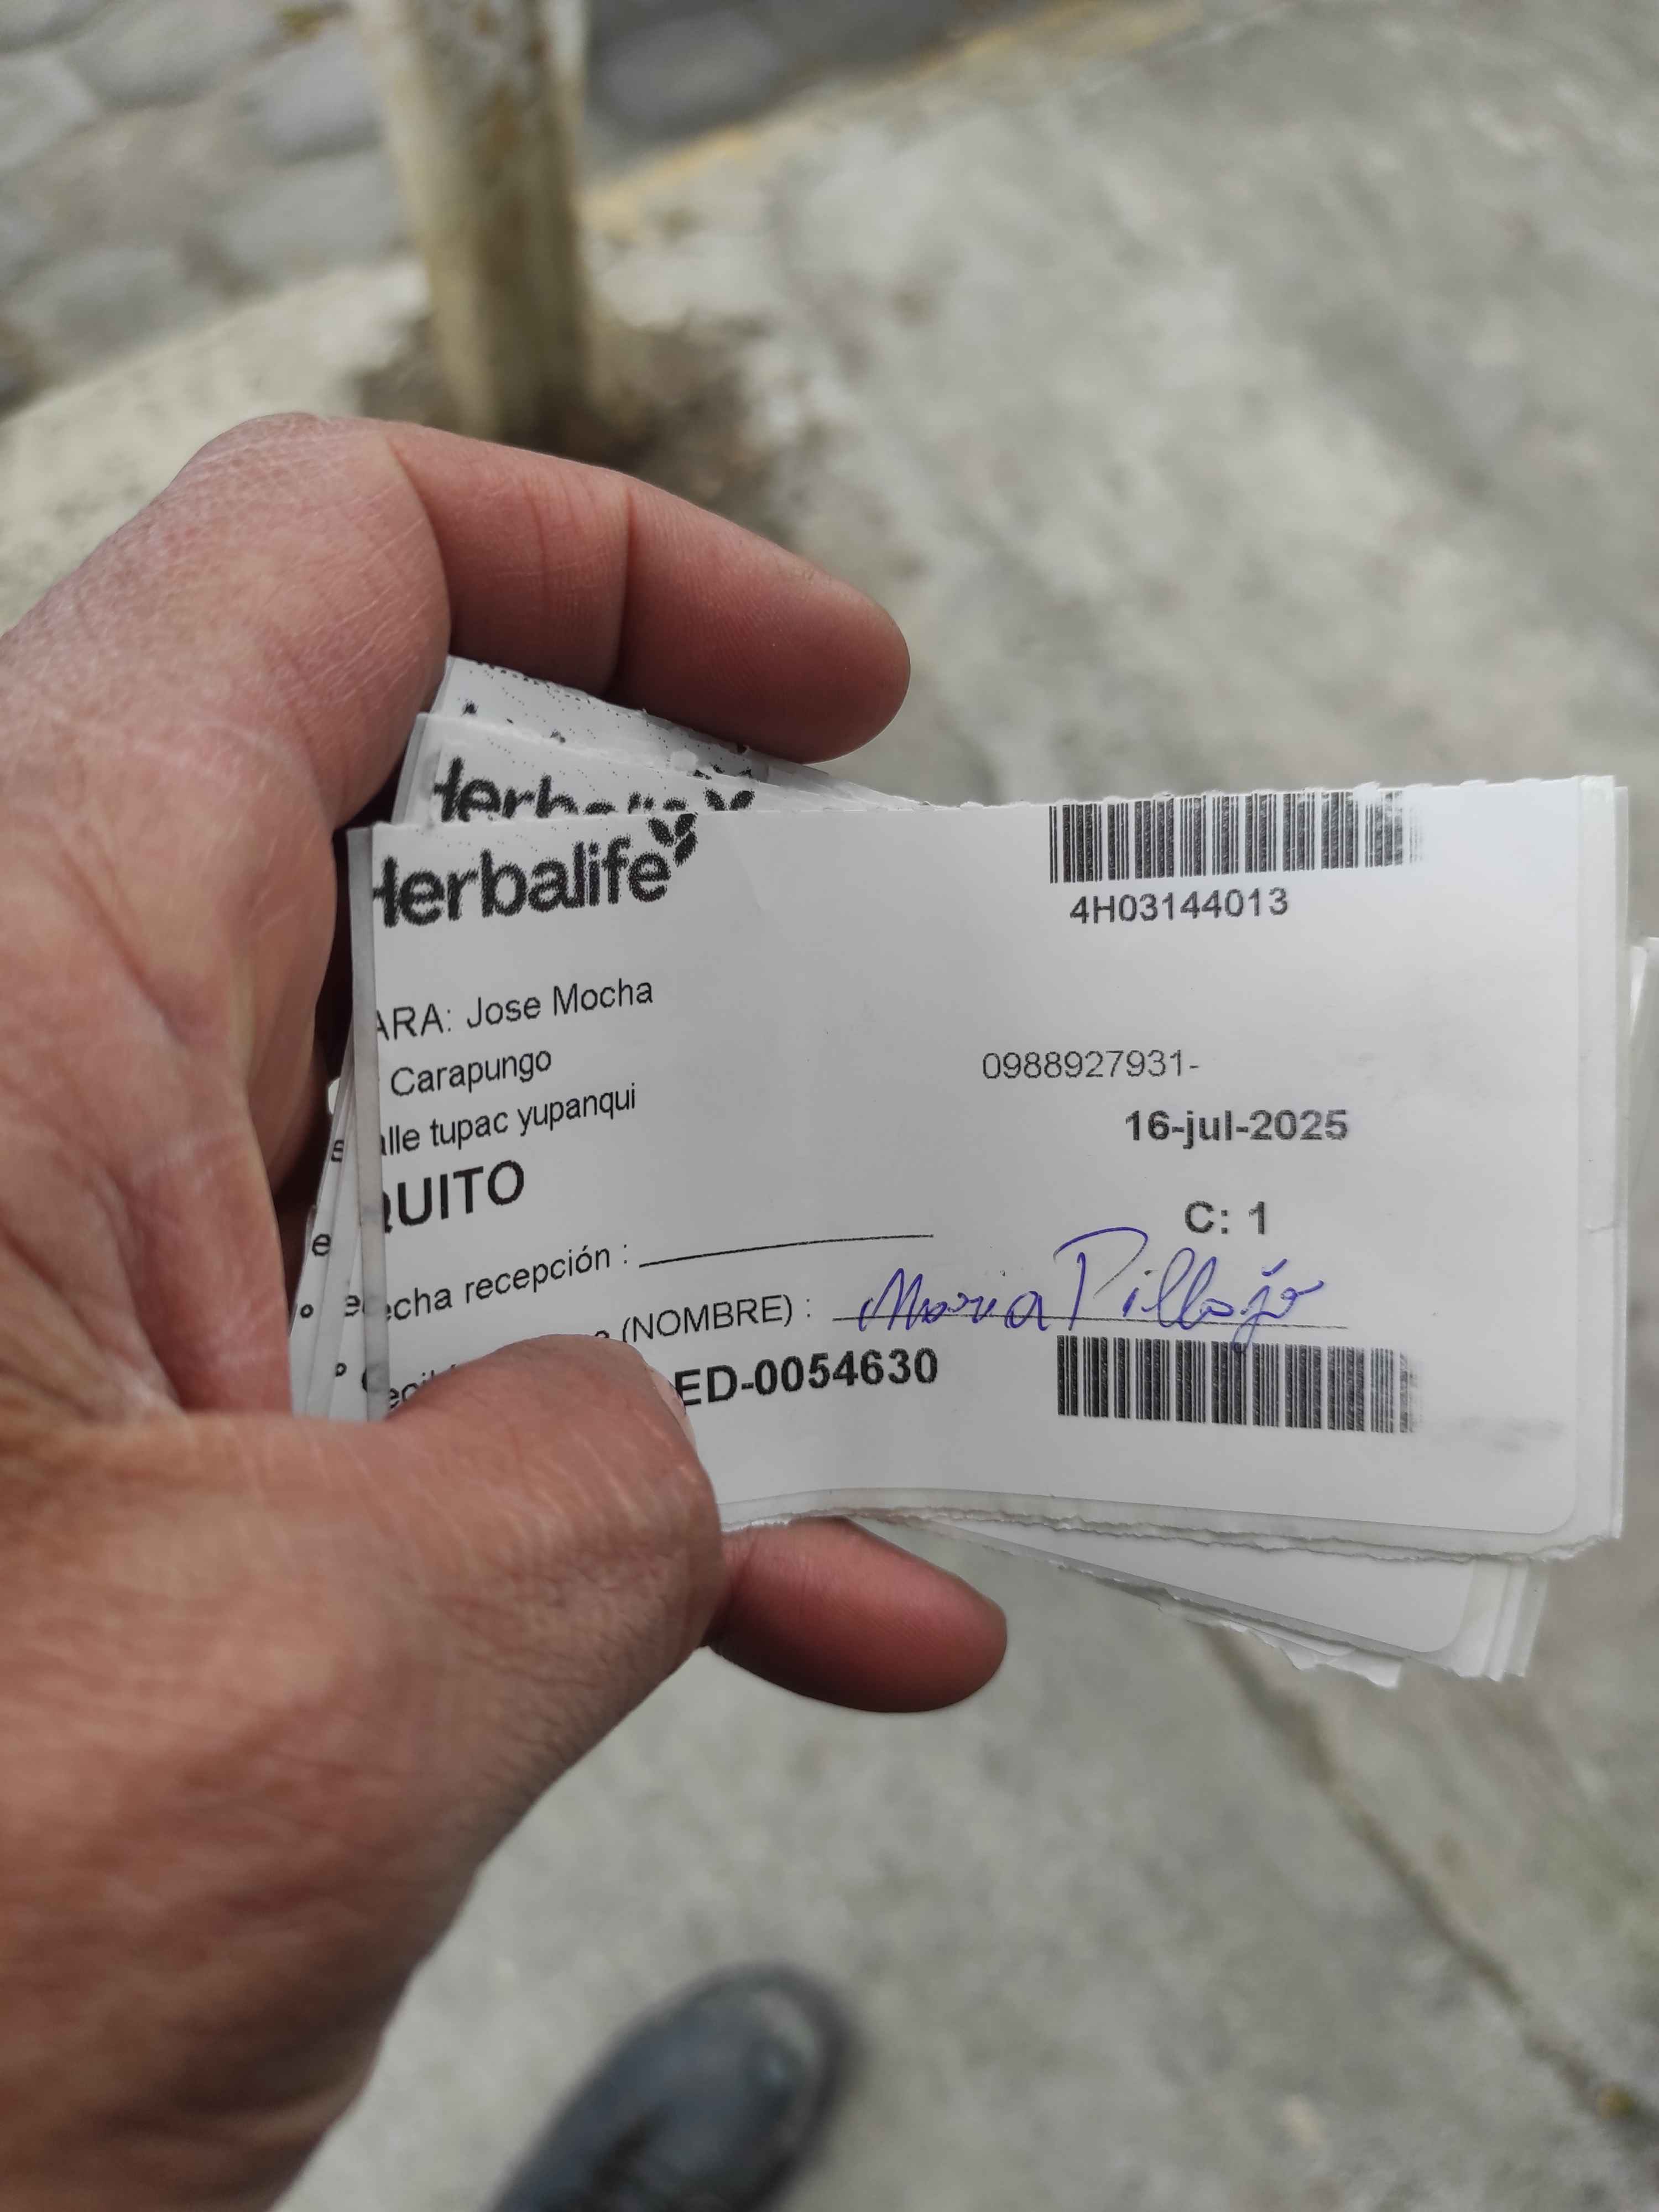 Herbalife
Herbalife
4H03144013
ARA: Jose Mocha
Carapungo
0988927931-
alle tupac yupanqui
16-jul-2025
QUITO
C: 1
echa recepción :
(NOMBRE) : Maria Pillajo
ED-0054630